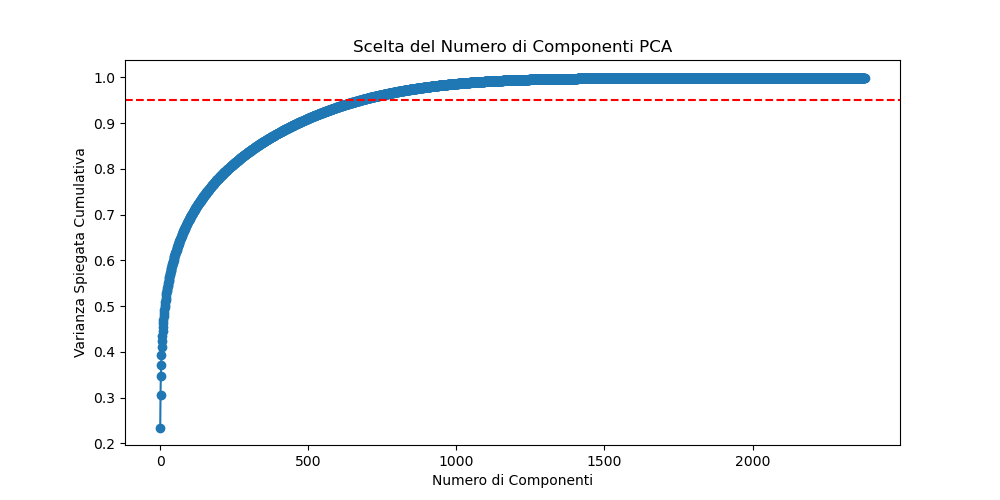 Scelta del Numero di Componenti PCA
Varianza Spiegata Cumulativa
1.0
0.9
0.8
0.7
0.6
0.5
0.4
0.3
0.2
0 500 1000 1500 2000
Numero di Componenti